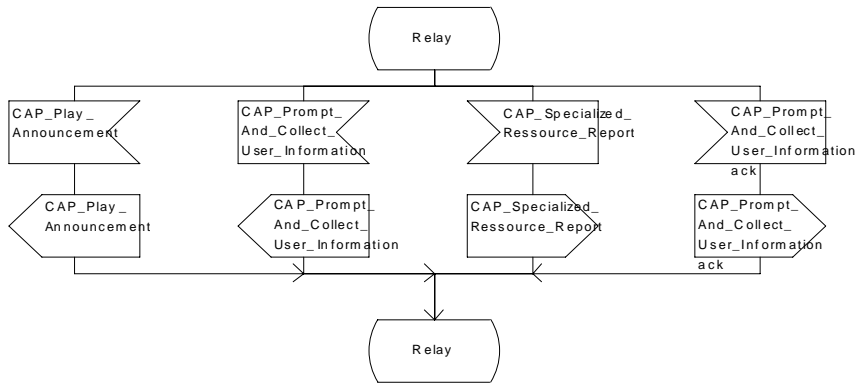 Relay
CAP_Play_
Announcement
CAP_Prompt_
And_Collect_
User_Information
CAP_Specialized_
Ressource_Report
CAP_Prompt_
And_Collect_
User_Information
ack
CAP_Play_
Announcement
CAP_Prompt_
And_Collect_
User_Information
CAP_Specialized_
Ressource_Report
CAP_Prompt_
And_Collect_
User_Information
ack
Relay